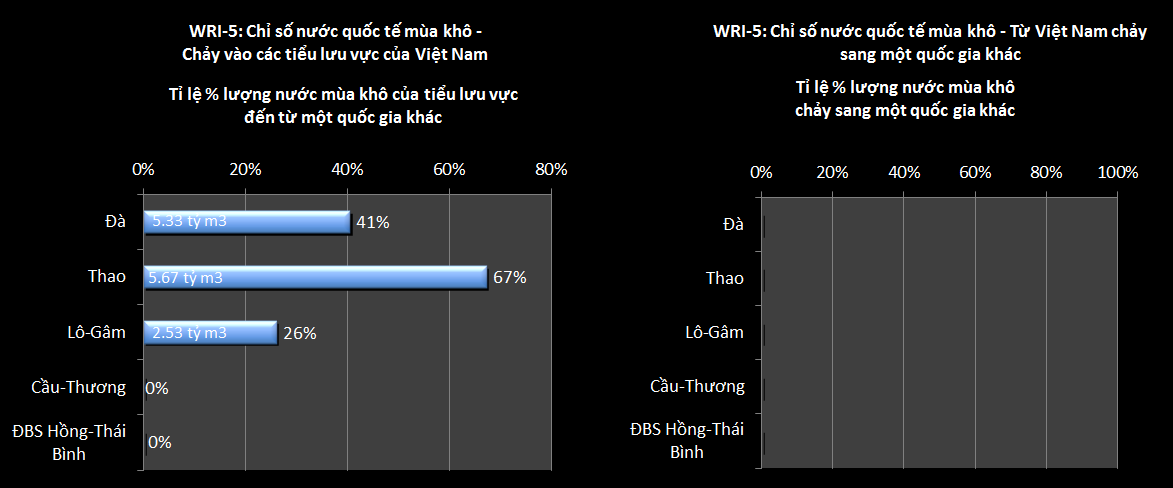 WRI-5: Chỉ số nước quốc tế mùa khô -
Chảy vào các tiểu lưu vực của Việt Nam
Tỉ lệ % lượng nước mùa khô của tiểu lưu vực
đến từ một quốc gia khác
0% 20% 40% 60% 80%
Đà 5.33 tỷ m3 41%
Thao 5.67 tỷ m3 67%
Lô-Gâm 2.53 tỷ m3 26%
Cầu-Thương 0%
ĐBS Hồng-Thái
Bình 0%
WRI-5: Chỉ số nước quốc tế mùa khô - Từ Việt Nam chảy
sang một quốc gia khác
Tỉ lệ % lượng nước mùa khô
chảy sang một quốc gia khác
0% 20% 40% 60% 80% 100%
Đà
Thao
Lô-Gâm
Cầu-Thương
ĐBS Hồng-Thái
Bình